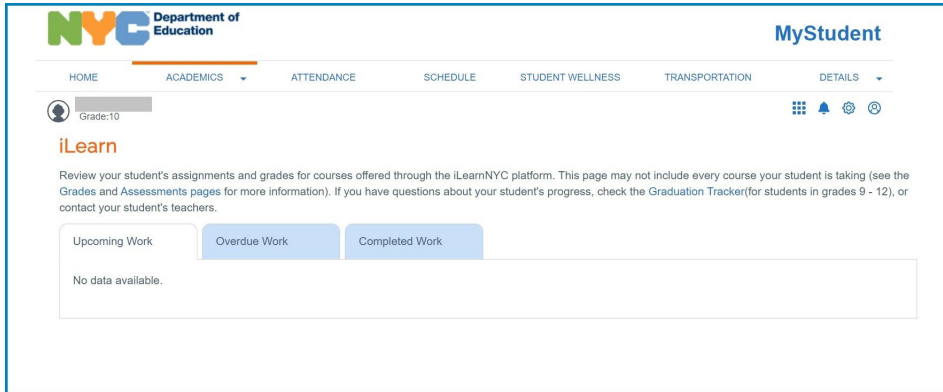 NYC Department of
Education
MyStudent
HOME ACADEMICS ATTENDANCE SCHEDULE STUDENT WELLNESS TRANSPORTATION DETAILS
Grade:10
iLearn
Review your student's assignments and grades for courses offered through the iLearnNYC platform. This page may not include every course your student is taking (see the
Grades and Assessments pages for more information). If you have questions about your student's progress, check the Graduation Tracker(for students in grades 9 - 12), or
contact your student's teachers.
Upcoming Work Overdue Work Completed Work
No data available.